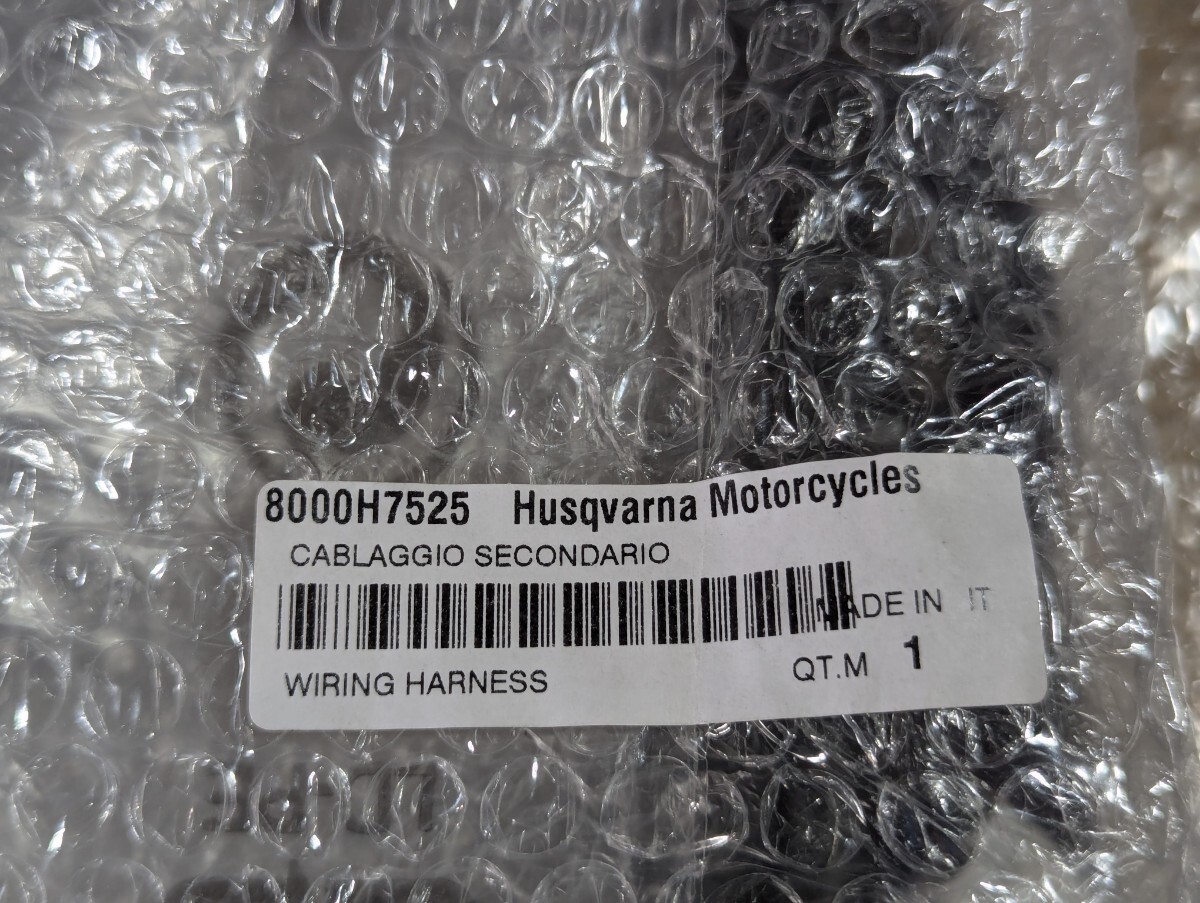 8000H7525 Husqvarna Motorcycles
CABLAGGIO SECONDARIO
MADE IN IT
WIRING HARNESS
QT.M 1